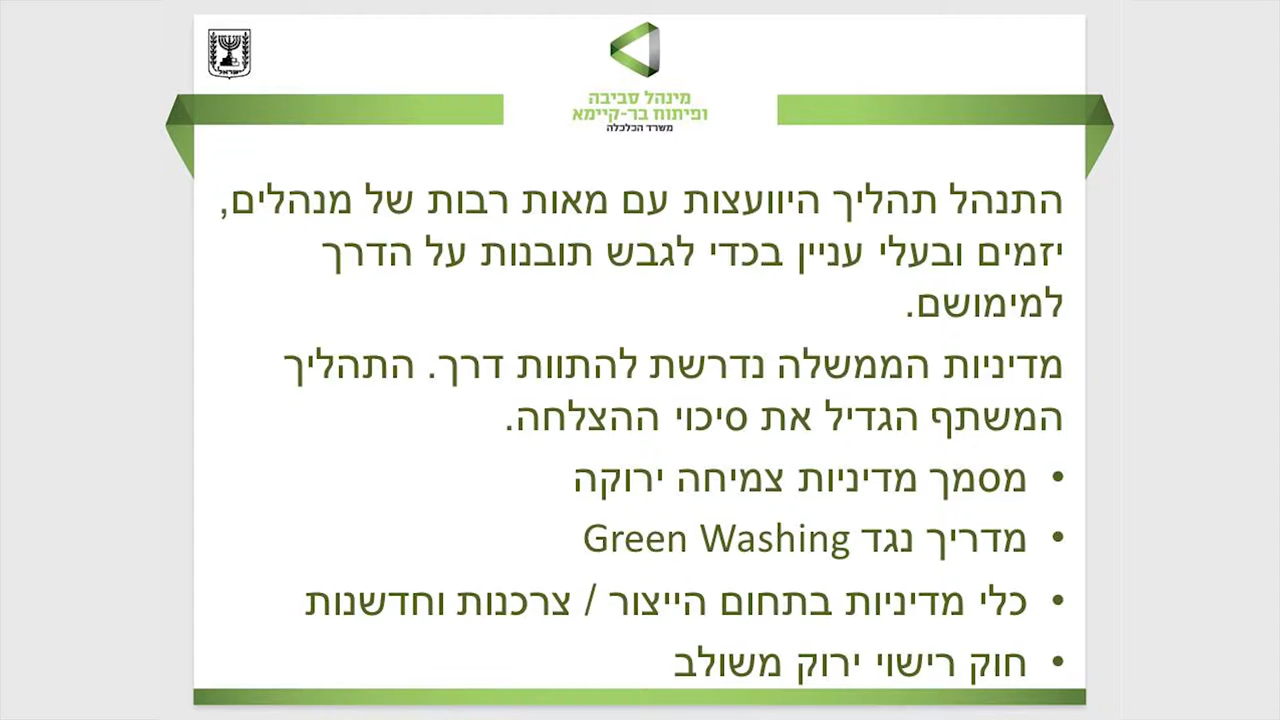 ישראל
מינהל סביבה
ופיתוח בר-קיימא
משרד הכלכלה
התנהל תהליך היוועצות עם מאות רבות של מנהלים,
יזמים ובעלי עניין בכדי לגבש תובנות על הדרך
למימושם.
מדיניות הממשלה נדרשת להתוות דרך. התהליך
המשתף הגדיל את סיכוי ההצלחה.
• מסמך מדיניות צמיחה ירוקה
• מדריך נגד Green Washing
• כלי מדיניות בתחום הייצור / צרכנות וחדשנות
• חוק רישוי ירוק משולב